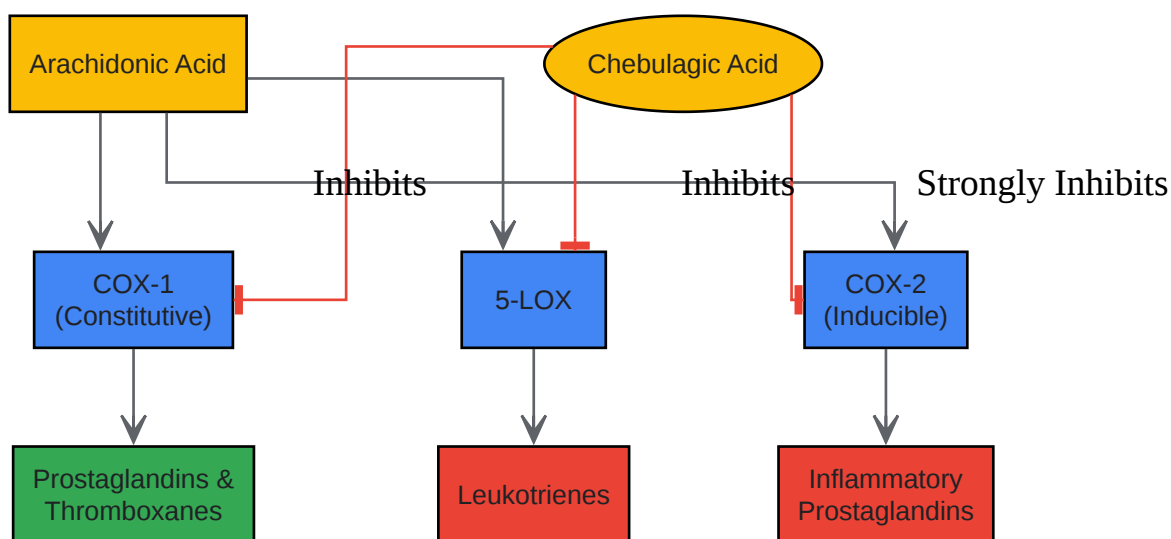 Arachidonic Acid
Chebulagic Acid
Inhibits
Inhibits
Strongly Inhibits
COX-1
(Constitutive)
5-LOX
COX-2
(Inducible)
Prostaglandins &
Thromboxanes
Leukotrienes
Inflammatory
Prostaglandins